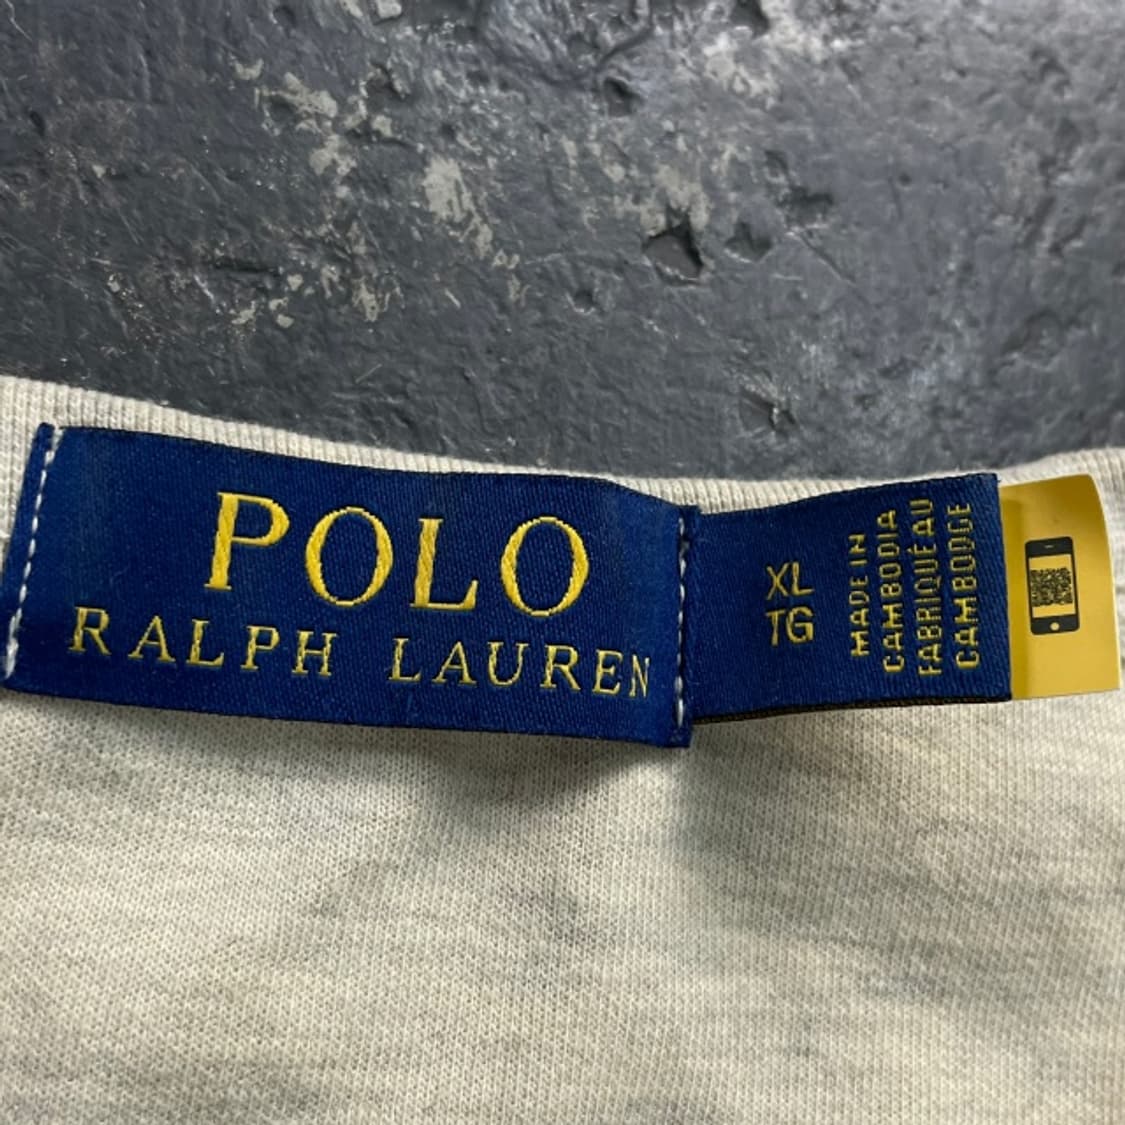 POLO
RALPH LAUREN
XL
TG
MADE IN
CAMBODIA
FABRIQUÉ AU
CAMBODGE